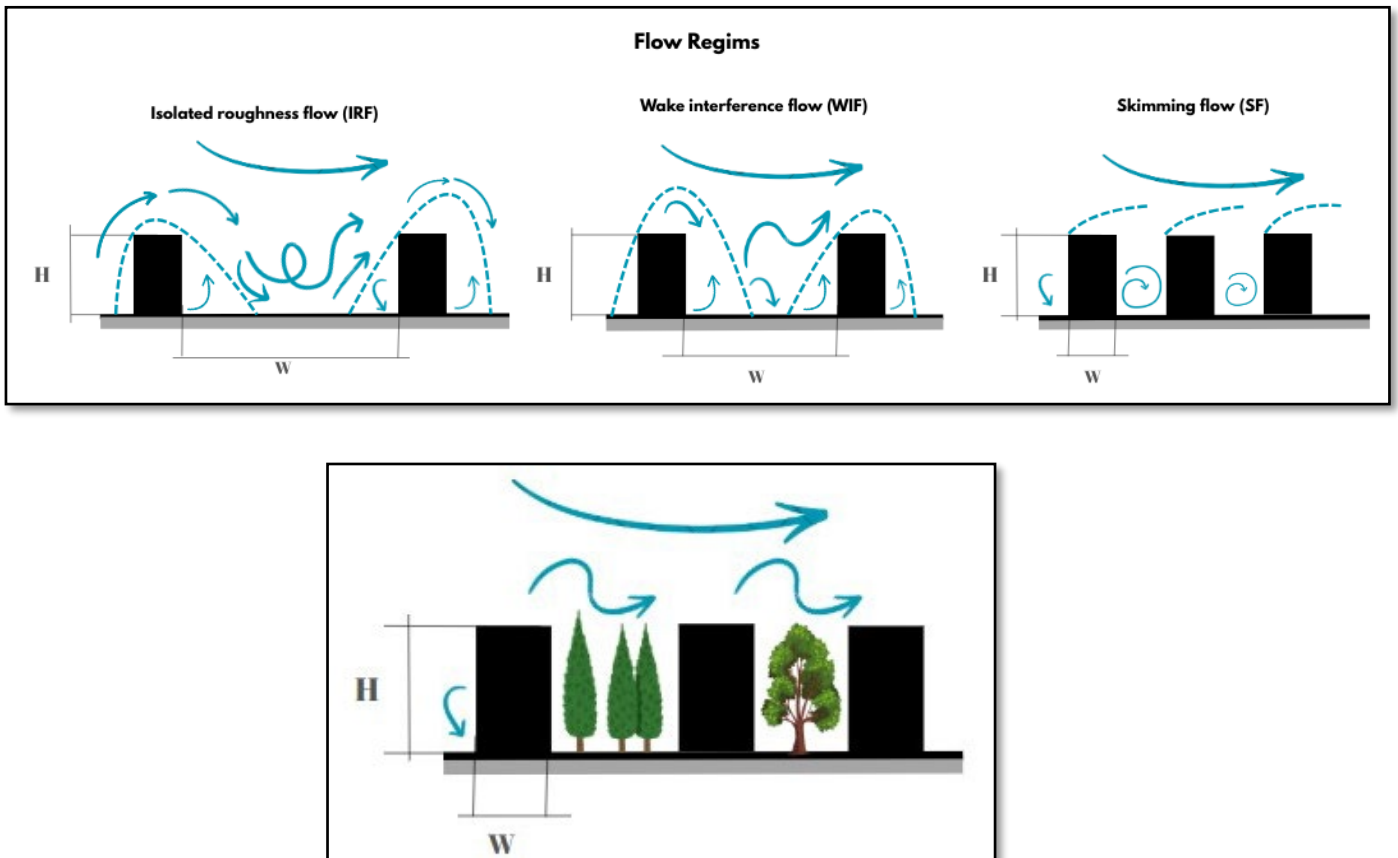 Flow Regims
Isolated roughness flow (IRF)
Wake interference flow (WIF)
Skimming flow (SF)
H
H
H
W
W
W
H
W